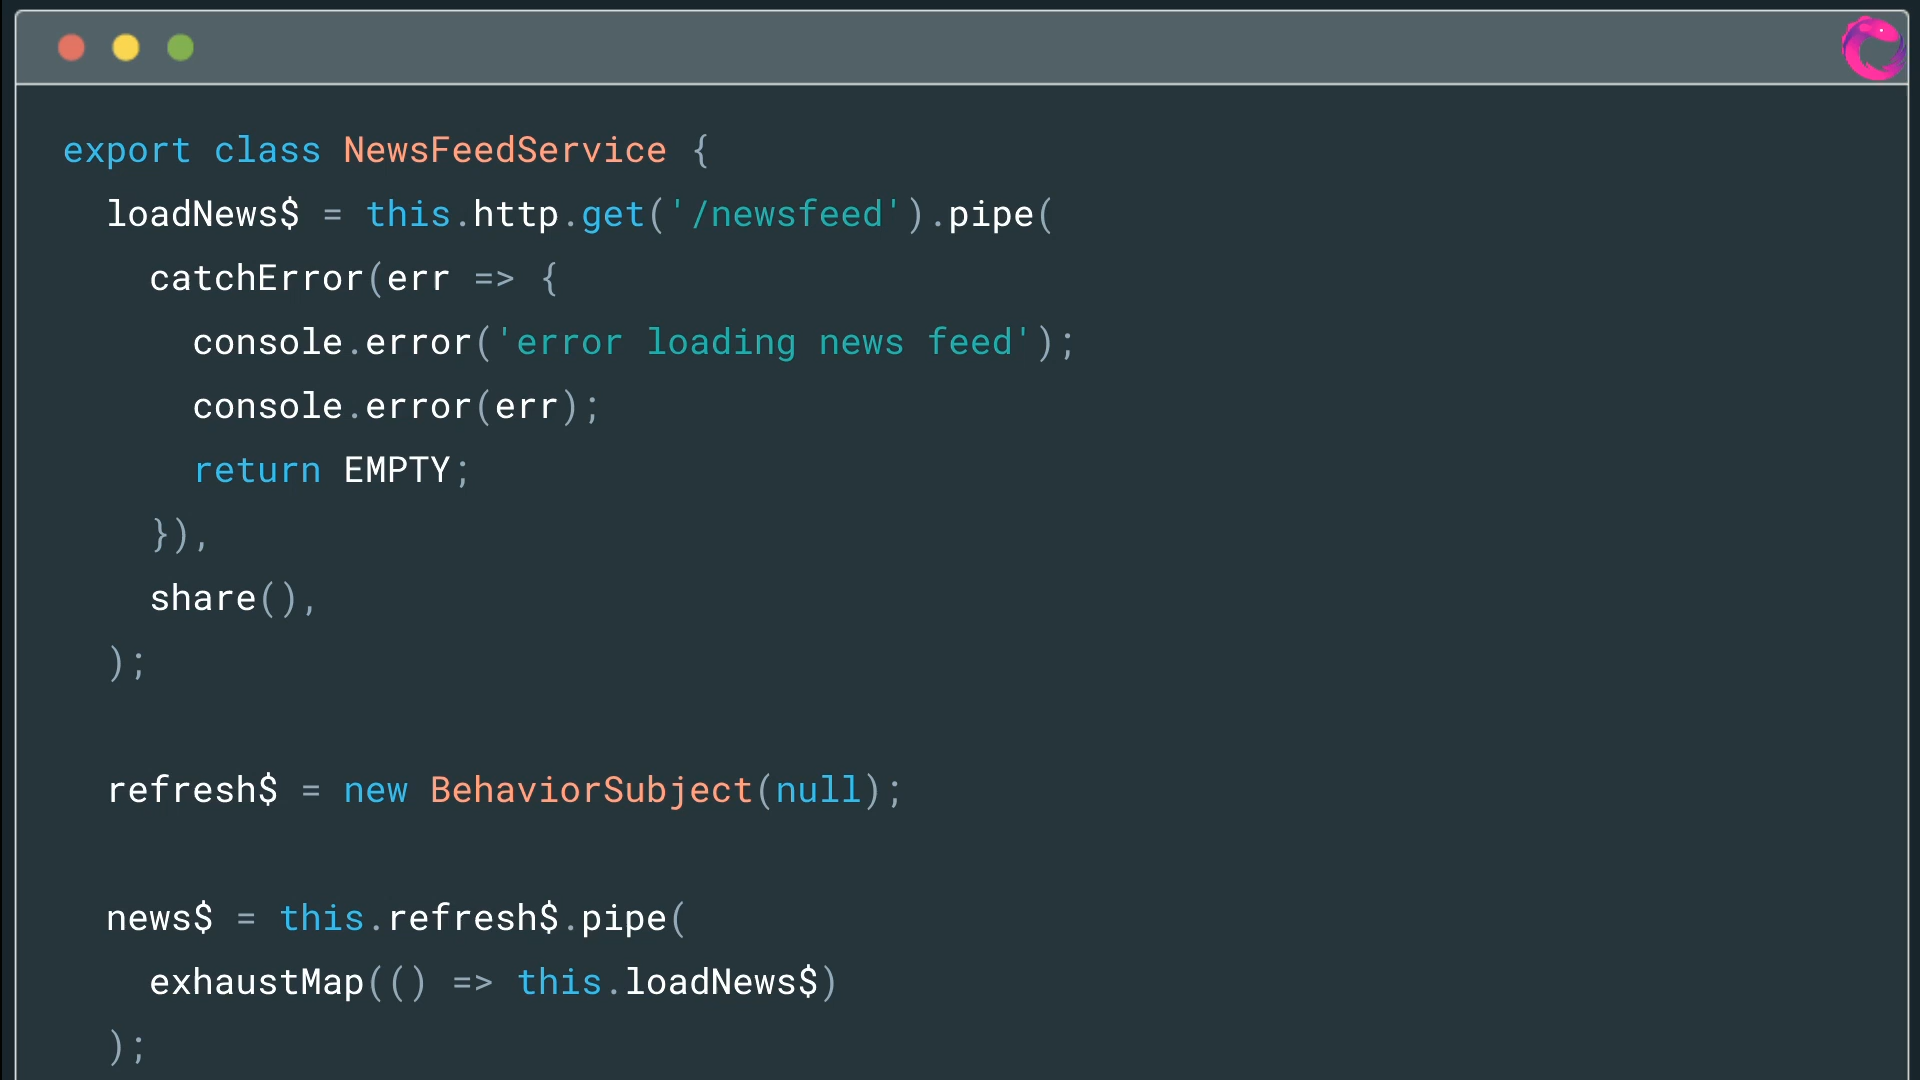 export class NewsFeedService {
  loadNews$ = this.http.get('/newsfeed').pipe(
    catchError(err => {
      console.error('error loading news feed');
      console.error(err);
      return EMPTY;
    }),
    share(),
  );

  refresh$ = new BehaviorSubject(null);

  news$ = this.refresh$.pipe(
    exhaustMap(() => this.loadNews$)
  );